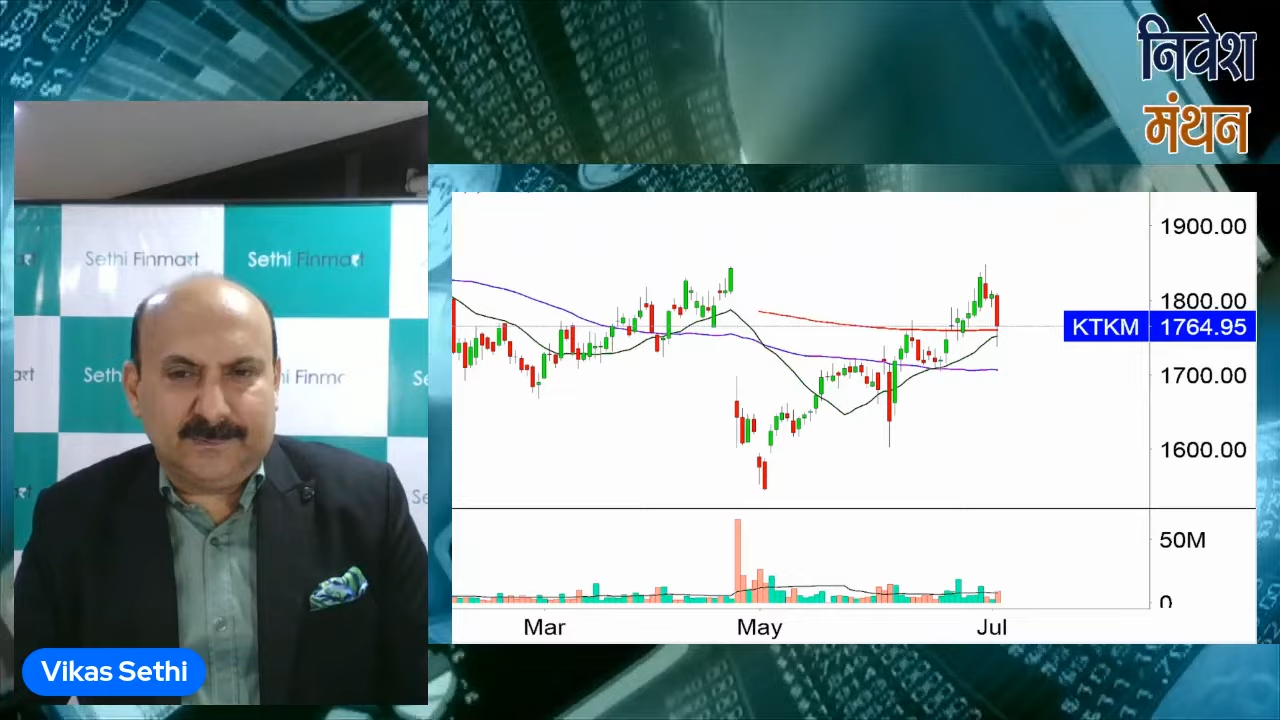 निवेश
मंथन
Sethi Finmart
Sethi Finmart
Vikas Sethi
1900.00
1800.00
KTKM 1764.95
1700.00
1600.00
50M
0
Mar May Jul